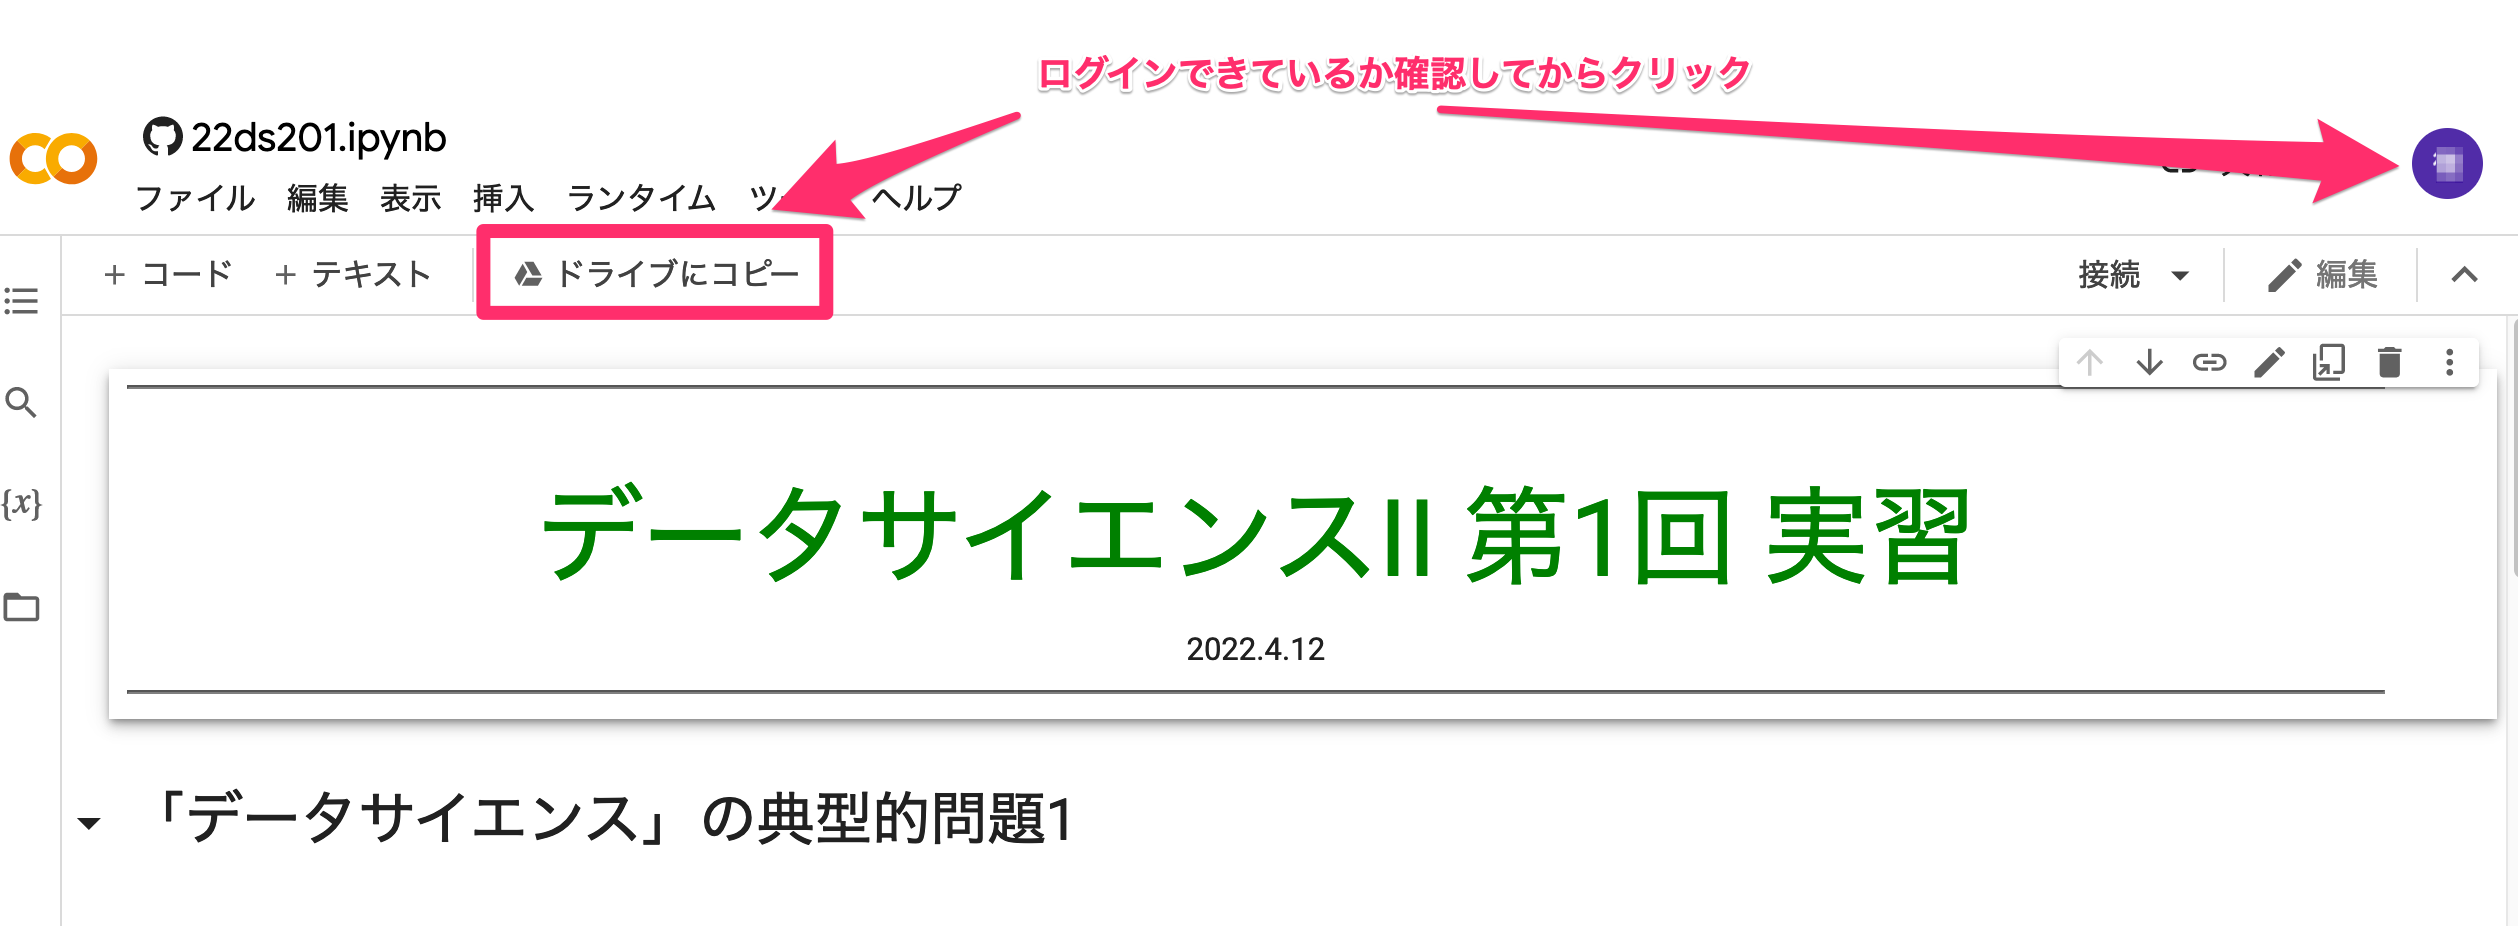 ログインできているか確認してからクリック
22ds201.ipynb
ファイル 編集 表示 挿入 ランタイム ヘルプ
+ コード + テキスト ドライブにコピー 接続 編集
{x}
データサイエンスII 第1回 実習
2022.4.12
「データサイエンス」の典型的問題1